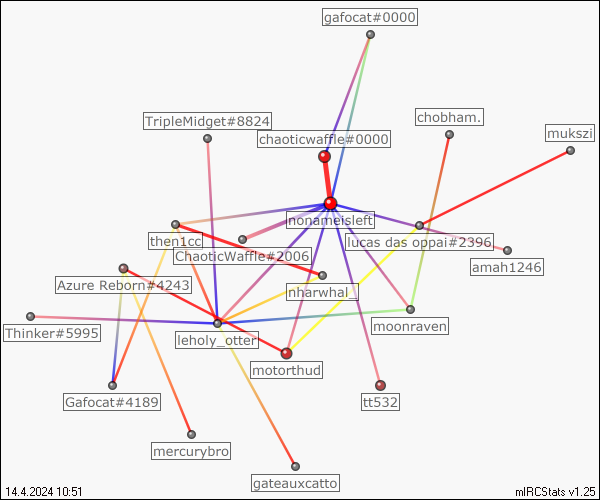 gafocat#0000
TripleMidget#8824
chobham.
chaoticwaffle#0000
mukszi
nonameisleft
then1cc
lucas das oppai#2396
ChaoticWaffle#2006
amah1246
Azure Reborn#4243
nharwhal_
Thinker#5995
leholy_otter
moonraven
motorthud
Gafocat#4189
tt532
mercurybro
gateauxcatto
14.4.2024 10:51
mIRCStats v1.25